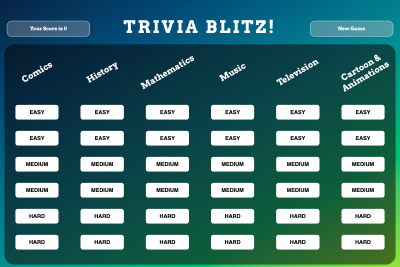 Your Score is 0
TRIVIA BLITZ!
New Game
Comics
History
Mathematics
Music
Television
Cartoon &
Animations
EASY EASY EASY EASY EASY EASY
EASY EASY EASY EASY EASY EASY
MEDIUM MEDIUM MEDIUM MEDIUM MEDIUM MEDIUM
MEDIUM MEDIUM MEDIUM MEDIUM MEDIUM MEDIUM
HARD HARD HARD HARD HARD HARD
HARD HARD HARD HARD HARD HARD